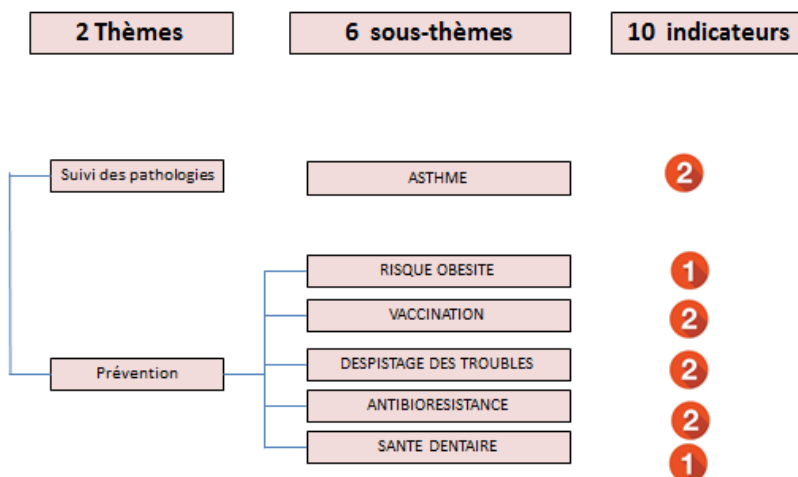 2 Thèmes 6 sous-thèmes 10 indicateurs
Suivi des pathologies ASTHME 2
RISQUE OBESITE 1
VACCINATION 2
Prévention DESPISTAGE DES TROUBLES 2
ANTIBIORESISTANCE 2
SANTE DENTAIRE 1